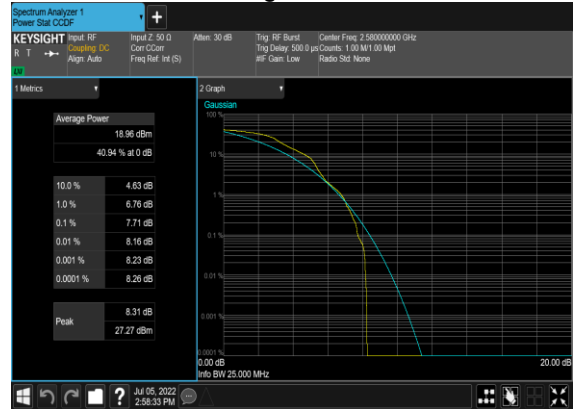 Spectrum Analyzer 1
Power Stat CCDF
KEYSIGHT
R T
LXI
Input: RF
Coupling: DC
Align: Auto
Input Z: 50 Ω
Corr CCorr
Freq Ref: Int (S)
Atten: 30 dB
Trig: RF Burst
Trig Delay: 500.0 µs
#IF Gain: Low
Center Freq: 2.580000000 GHz
Counts: 1.00 M/1.00 Mpt
Radio Std: None
1 Metrics
Average Power
18.96 dBm
40.94 % at 0 dB
10.0 % 4.63 dB
1.0 % 6.76 dB
0.1 % 7.71 dB
0.01 % 8.16 dB
0.001 % 8.23 dB
0.0001 % 8.26 dB
Peak
8.31 dB
27.27 dBm
2 Graph
Gaussian
100 %
10 %
1 %
0.1 %
0.01 %
0.001 %
0.0001 %
0.00 dB 20.00 dB
Info BW 25.000 MHz
?
Jul 05, 2022
2:58:33 PM